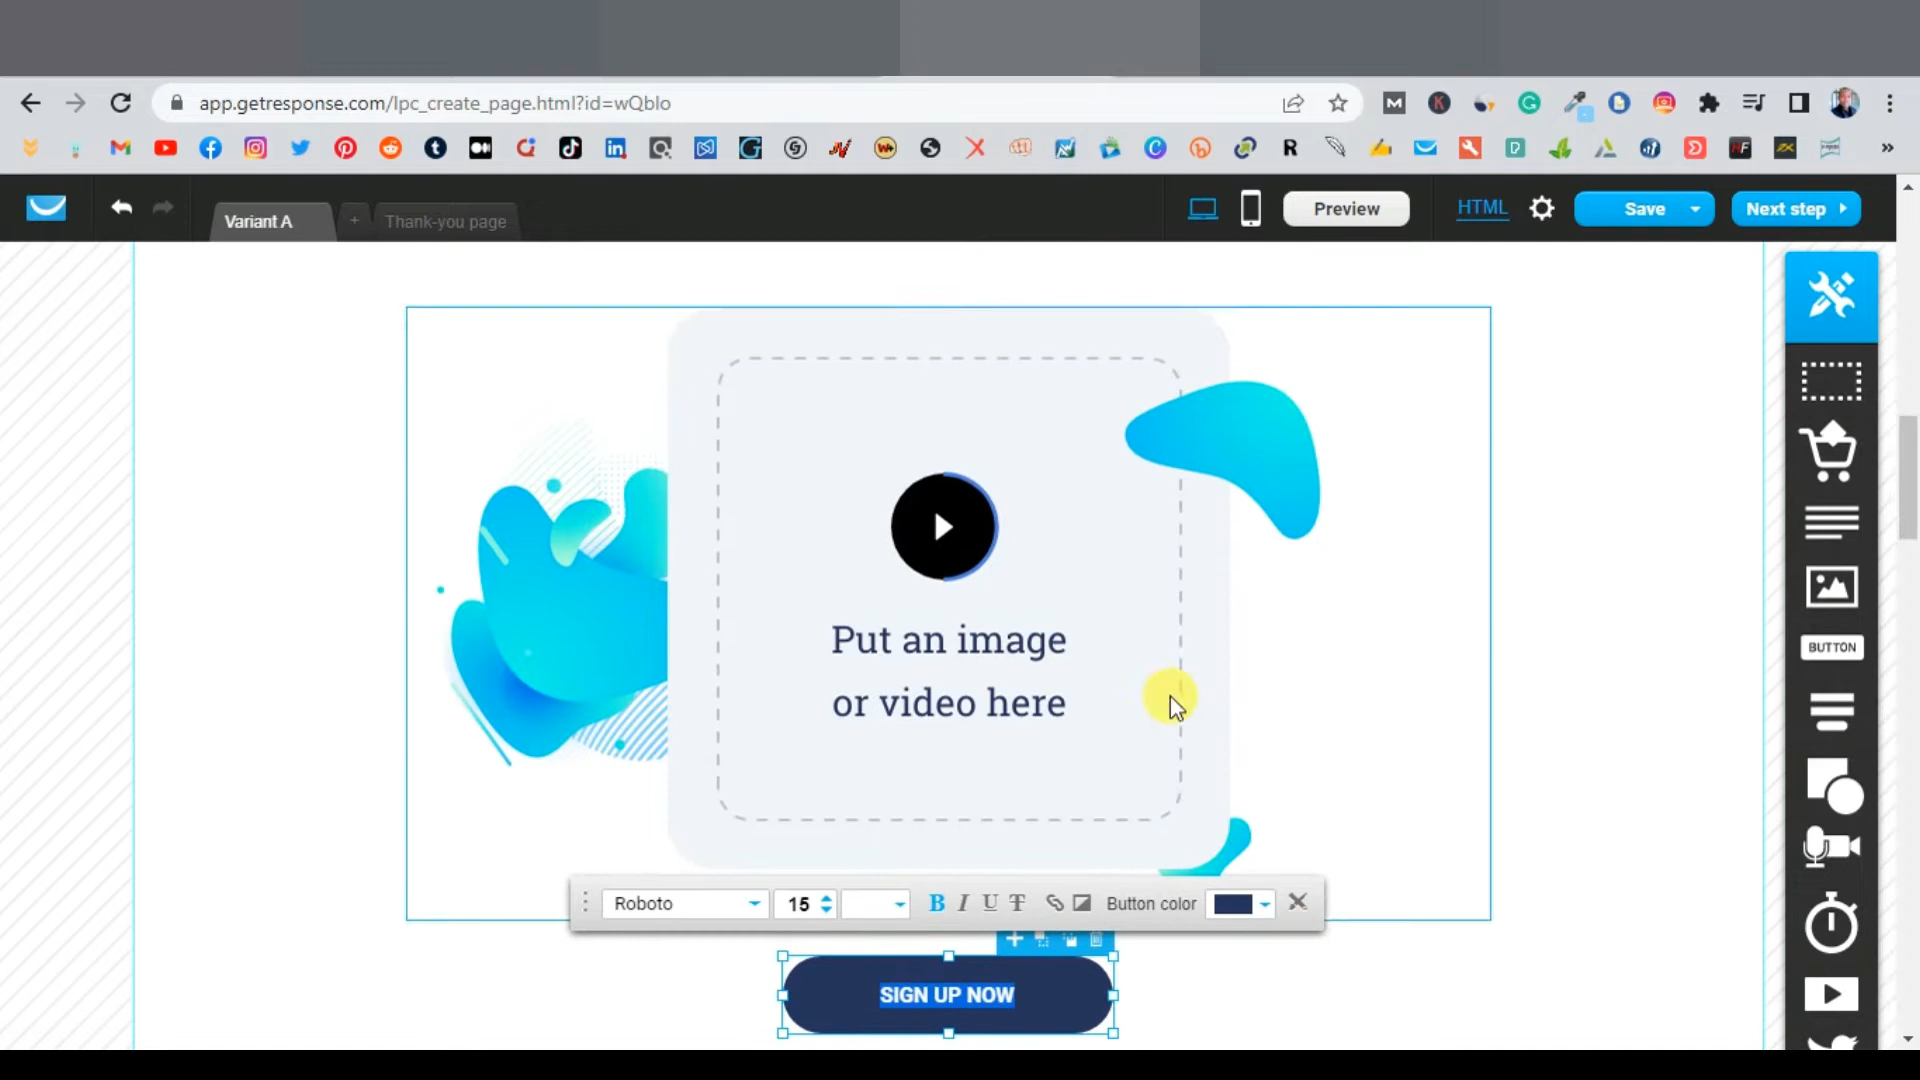 app.getresponse.com/lpc_create_page.html?id=wQblo
Variant A
+
Thank-you page
Preview
HTML
Save
Next step
Put an image
or video here
BUTTON
Roboto
15
B I U T
Button color
SIGN UP NOW